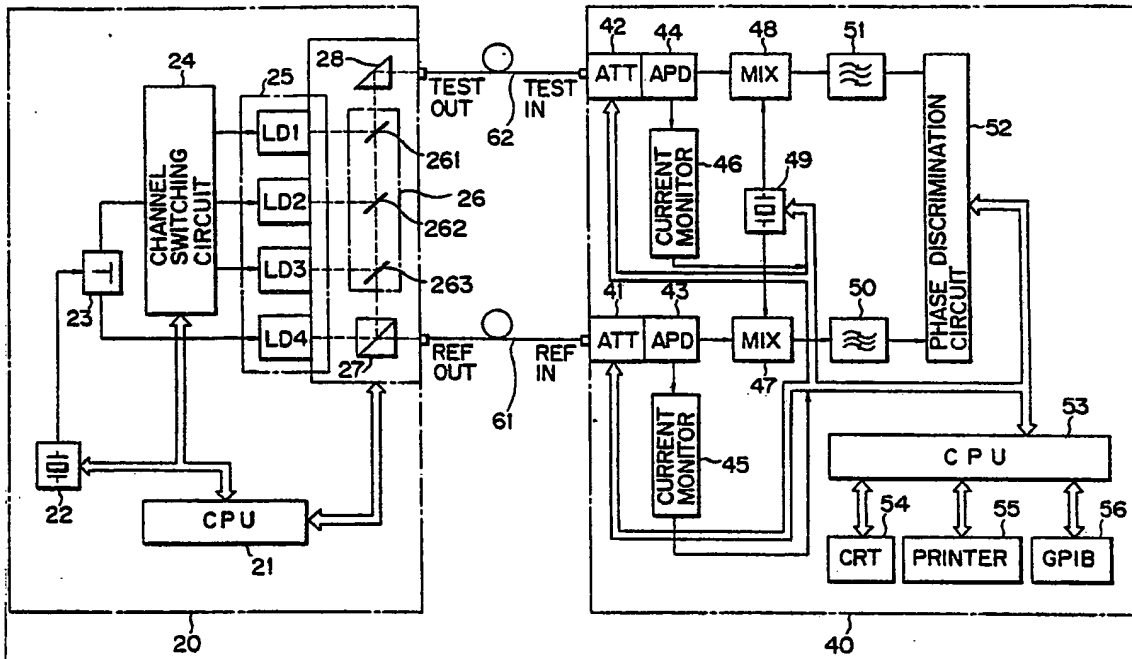 42
44
48
51
24
28
25
TEST
OUT
TEST
IN
62
ATT
APD
MIX
LD1
261
CHANNEL
SWITCHING
CIRCUIT
LD2
26
262
CURRENT
MONITOR
46
49
PHASE DISCRIMINATION
CIRCUIT
52
23
LD3
263
41
43
50
LD4
27
REF
OUT
REF
IN
61
ATT
APD
MIX
47
22
CPU
21
CURRENT
MONITOR
45
53
CPU
54
55
56
CRT
PRINTER
GPIB
20
40